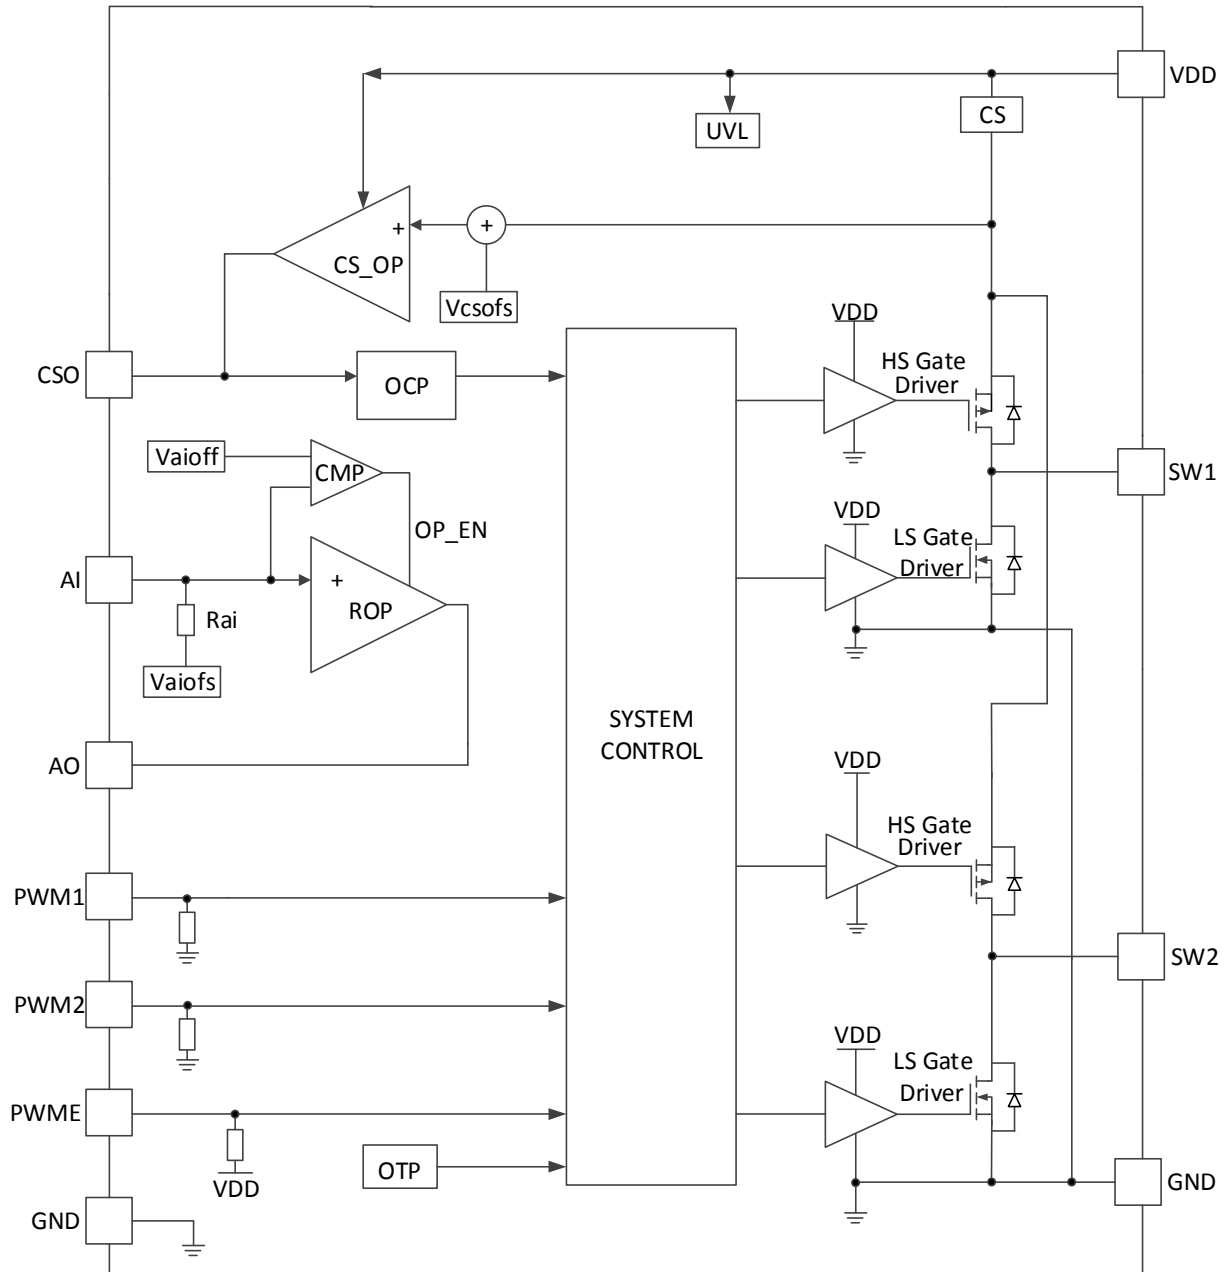 VDD
CS
UVL
+
+
CS_OP
Vcsofs
VDD
HS Gate
Driver
CSO
OCP
Vaioff
CMP
SW1
VDD
OP_EN
LS Gate
Driver
AI
+
ROP
Rai
Vaiofs
SYSTEM
CONTROL
AO
VDD
HS Gate
Driver
PWM1
SW2
PWM2
VDD
LS Gate
Driver
PWME
OTP
VDD
GND
GND